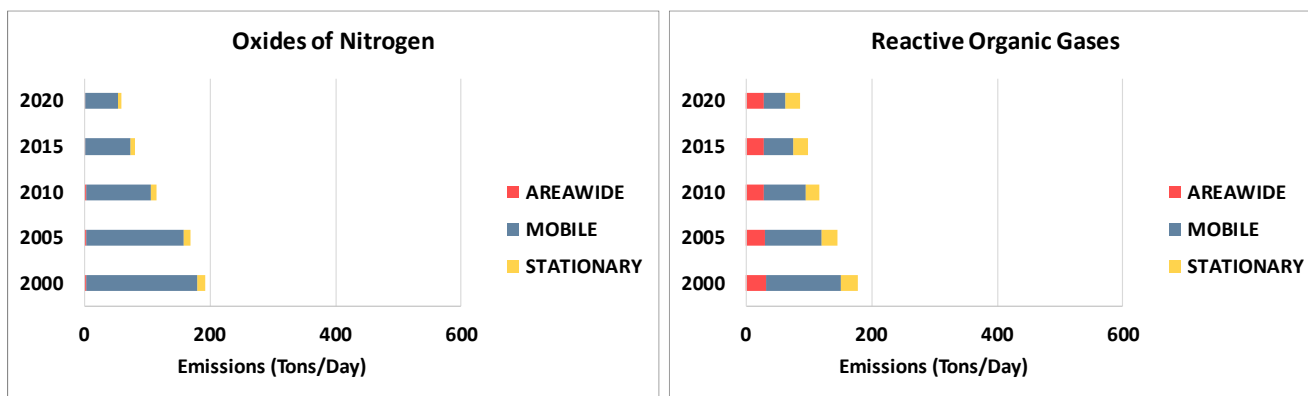 Oxides of Nitrogen
2020
2015
2010
2005
2000
0 200 400 600
Emissions (Tons/Day)
AREAWIDE
MOBILE
STATIONARY
Reactive Organic Gases
2020
2015
2010
2005
2000
0 200 400 600
Emissions (Tons/Day)
AREAWIDE
MOBILE
STATIONARY